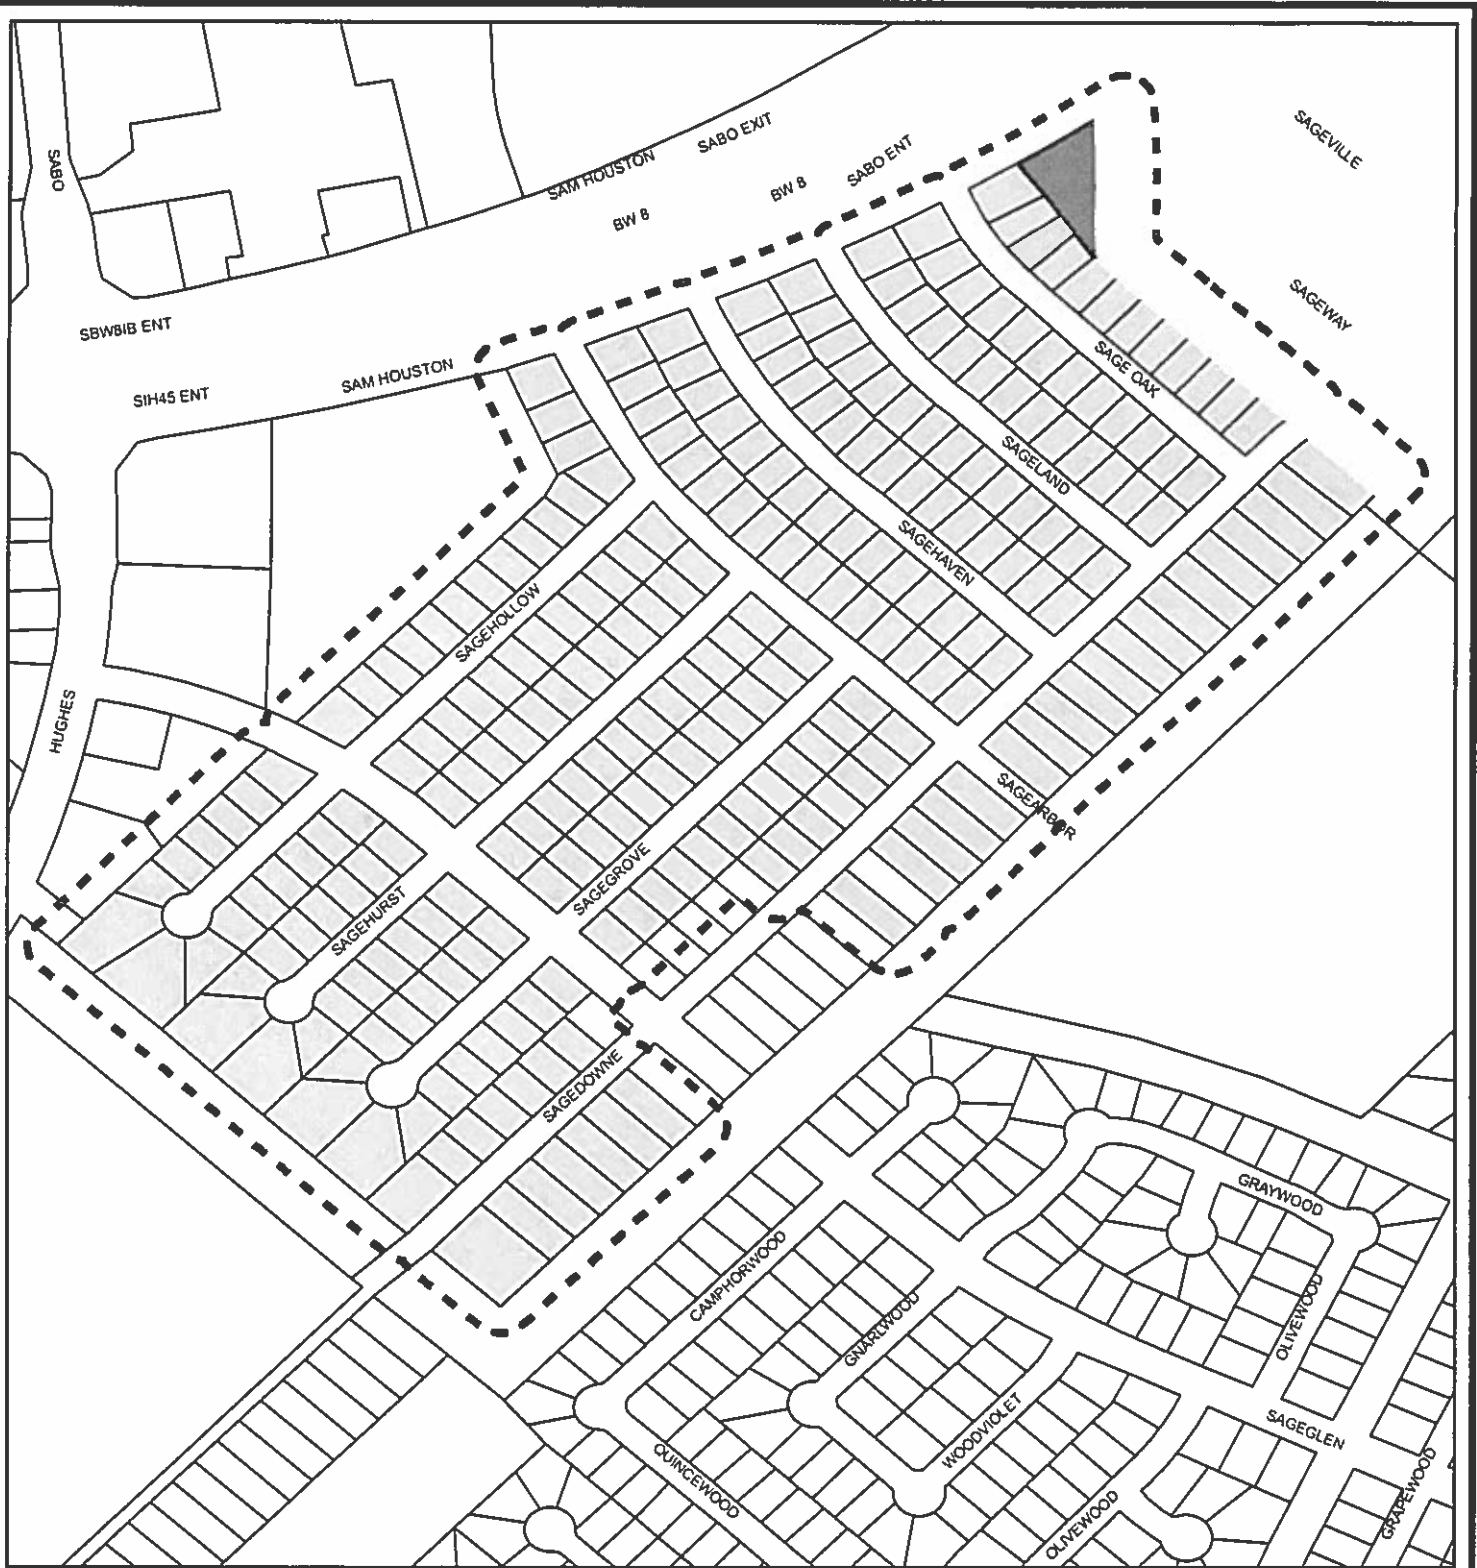 SAGEVILLE
SABO EXIT
SABO
SAM HOUSTON
SABO ENT
BW 8
BW 8
SAGEWAY
SBW8IB ENT
SAGE OAK
SAM HOUSTON
SIH45 ENT
SAGELAND
SAGEHAVEN
SAGEHOLLOW
HUGHES
SAGEARBOR
SAGEGROVE
SAGEHURST
SAGEDOWNE
GRAYWOOD
CAMPHORWOOD
OLIVEWOOD
GNARLWOOD
WOODVIOLET
SAGEGLEN
QUINCEWOOD
GRAPEWOOD
OLIVEWOOD